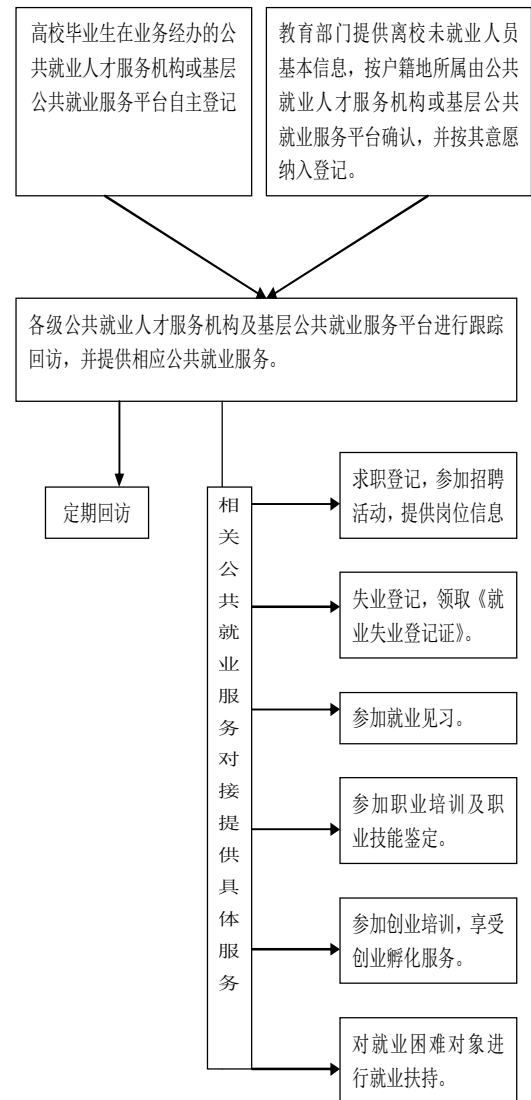 高校毕业生在业务经办的公
共就业人才服务机构或基层
公共就业服务平台自主登记
教育部门提供离校未就业人员
基本信息，按户籍地所属由公共
就业人才服务机构或基层公共
就业服务平台确认，并按其意愿
纳入登记。
各级公共就业人才服务机构及基层公共就业服务平台进行跟踪
回访，并提供相应公共就业服务。
定期回访
相关公共就业服务对接提供具体服务
求职登记，参加招聘
活动，提供岗位信息
失业登记，领取《就
业失业登记证》。
参加就业见习。
参加职业培训及职
业技能鉴定。
参加创业培训，享受
创业孵化服务。
对就业困难对象进
行就业扶持。